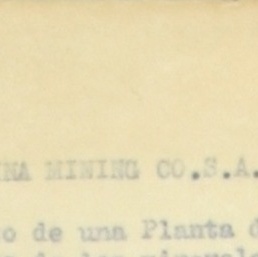 NA MINING CO.S.A.
o de una Planta d